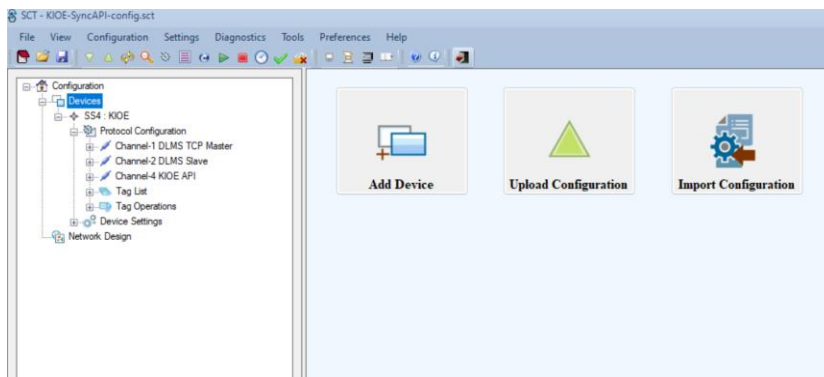 SCT - KIOE-SyncAPI-config.sct
File View Configuration Settings Diagnostics Tools Preferences Help
Configuration
Devices
SS4 : KIOE
Protocol Configuration
Channel-1 DLMS TCP Master
Channel-2 DLMS Slave
Channel-4 KIOE API
Tag List
Tag Operations
Device Settings
Network Design
Add Device
Upload Configuration
Import Configuration